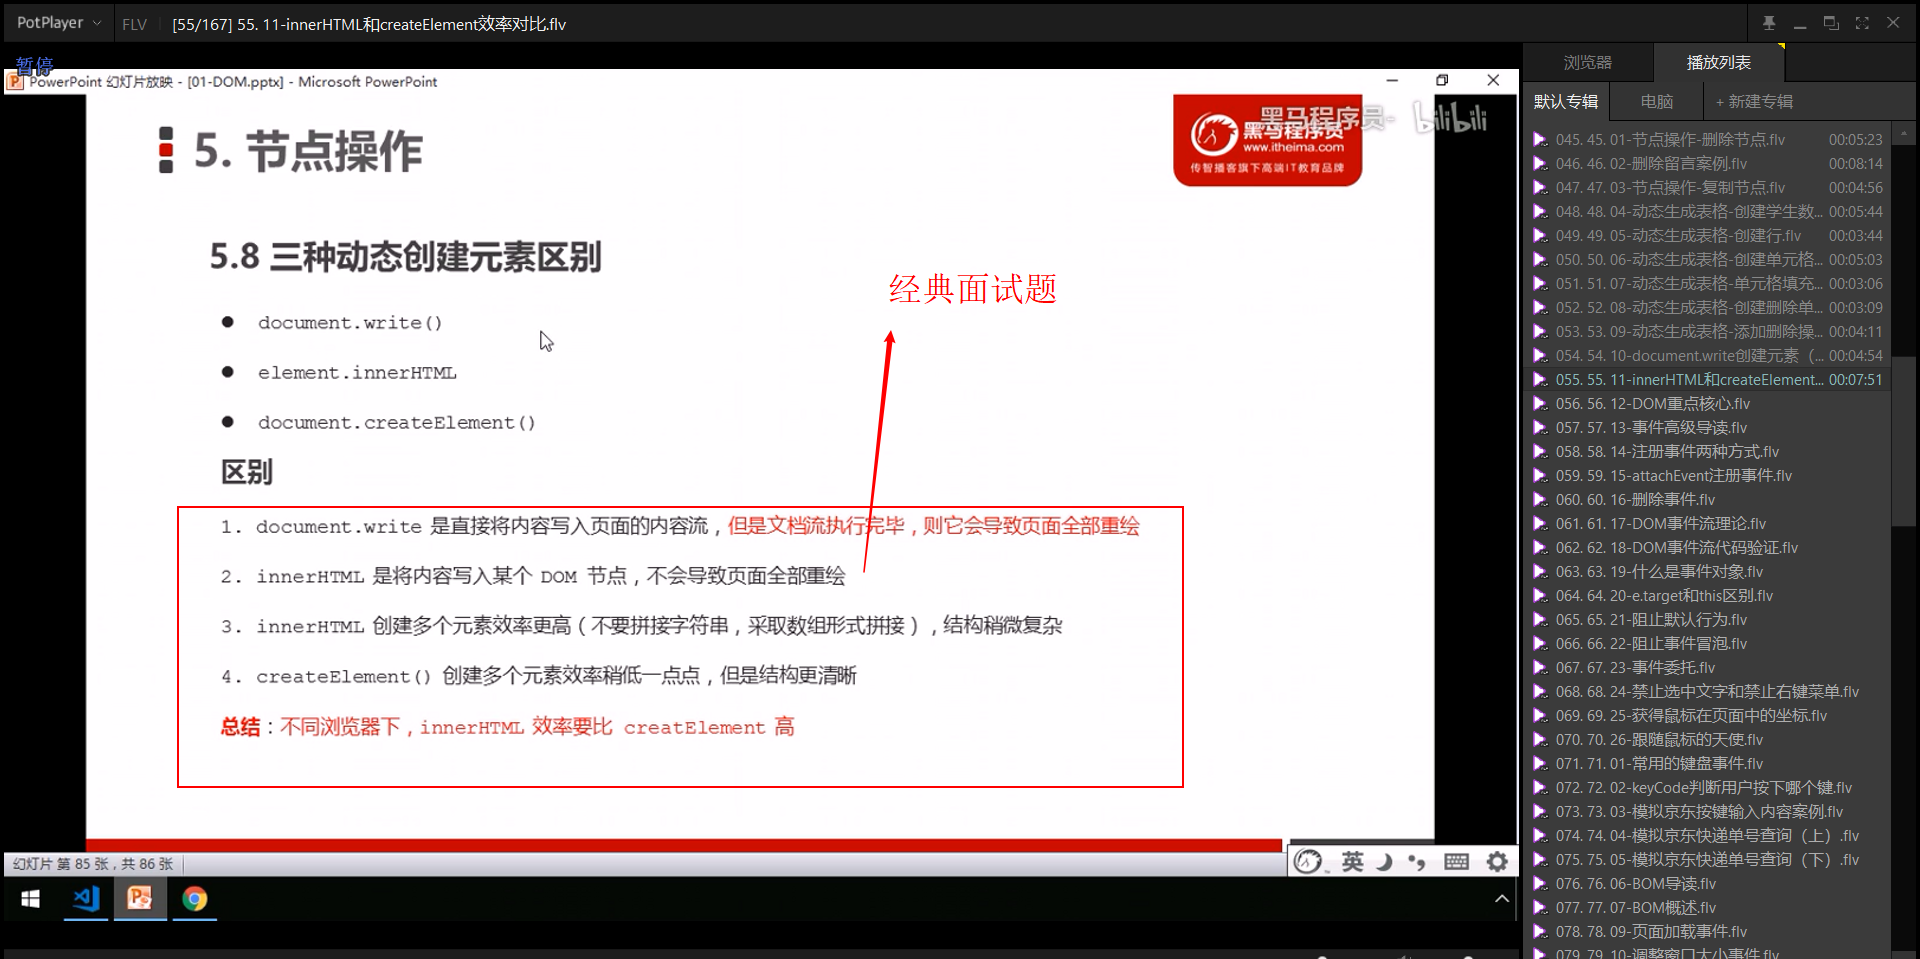 PotPlayer
FLV
[55/167] 55. 11-innerHTML和createElement效率对比.flv
暂停
PowerPoint 幻灯片放映 - [01-DOM.pptx] - Microsoft PowerPoint
5. 节点操作
黑马程序员-
bilibili
黑马程序员
www.itheima.com
传智播客旗下高端IT教育品牌
5.8 三种动态创建元素区别
经典面试题
● document.write()
● element.innerHTML
● document.createElement()
区别
1. document.write 是直接将内容写入页面的内容流，但是文档流执行完毕，则它会导致页面全部重绘
2. innerHTML 是将内容写入某个 DOM 节点，不会导致页面全部重绘
3. innerHTML 创建多个元素效率更高（不要拼接字符串，采取数组形式拼接），结构稍微复杂
4. createElement() 创建多个元素效率稍低一点点，但是结构更清晰
总结：不同浏览器下，innerHTML 效率要比 creatElement 高
幻灯片 第 85 张，共 86 张
英
浏览器
播放列表
默认专辑
电脑
+ 新建专辑
045. 45. 01-节点操作-删除节点.flv 00:05:23
046. 46. 02-删除留言案例.flv 00:08:14
047. 47. 03-节点操作-复制节点.flv 00:04:56
048. 48. 04-动态生成表格-创建学生数... 00:05:44
049. 49. 05-动态生成表格-创建行.flv 00:03:44
050. 50. 06-动态生成表格-创建单元格... 00:05:03
051. 51. 07-动态生成表格-单元格填充... 00:03:06
052. 52. 08-动态生成表格-创建删除单... 00:03:09
053. 53. 09-动态生成表格-添加删除操... 00:04:11
054. 54. 10-document.write创建元素（... 00:04:54
055. 55. 11-innerHTML和createElement... 00:07:51
056. 56. 12-DOM重点核心.flv
057. 57. 13-事件高级导读.flv
058. 58. 14-注册事件两种方式.flv
059. 59. 15-attachEvent注册事件.flv
060. 60. 16-删除事件.flv
061. 61. 17-DOM事件流理论.flv
062. 62. 18-DOM事件流代码验证.flv
063. 63. 19-什么是事件对象.flv
064. 64. 20-e.target和this区别.flv
065. 65. 21-阻止默认行为.flv
066. 66. 22-阻止事件冒泡.flv
067. 67. 23-事件委托.flv
068. 68. 24-禁止选中文字和禁止右键菜单.flv
069. 69. 25-获得鼠标在页面中的坐标.flv
070. 70. 26-跟随鼠标的天使.flv
071. 71. 01-常用的键盘事件.flv
072. 72. 02-keyCode判断用户按下哪个键.flv
073. 73. 03-模拟京东按键输入内容案例.flv
074. 74. 04-模拟京东快递单号查询（上）.flv
075. 75. 05-模拟京东快递单号查询（下）.flv
076. 76. 06-BOM导读.flv
077. 77. 07-BOM概述.flv
078. 78. 09-页面加载事件.flv
079. 79. 10-调整窗口大小事件.flv